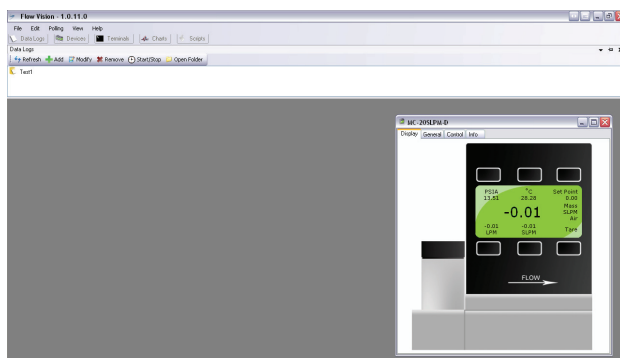 Flow Vision - 1.0.11.0
File Edit Polling View Help
Data Logs Devices Terminals Charts Scripts
Data Logs
Refresh Add Modify Remove Start/Stop Open Folder
Test1
MC-20SLPM-D
Display General Control Info
PSIA °C Set Point
13.51 28.28 0.00
-0.01 Mass
SLPM
Air
-0.01 -0.01 Tare
LPM SLPM
FLOW